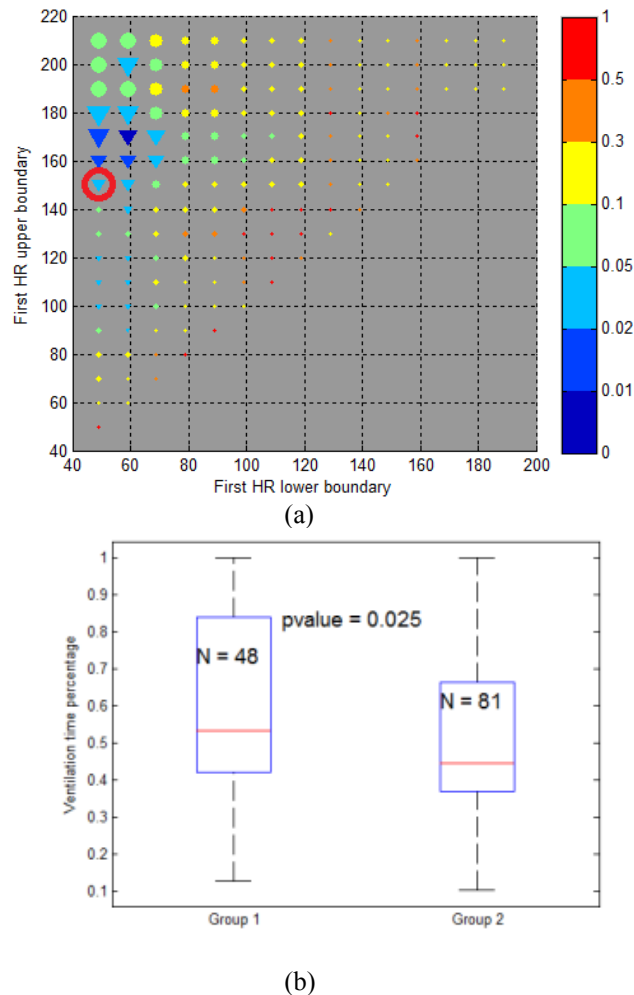 220
200
180
160
140
120
100
80
60
40
First HR upper boundary
40 60 80 100 120 140 160 180 200
First HR lower boundary
1
0.5
0.3
0.1
0.05
0.02
0.01
0
(a)
1
0.9
0.8
0.7
0.6
0.5
0.4
0.3
0.2
0.1
Ventilation time percentage
pvalue = 0.025
N = 48
N = 81
Group 1 Group 2
(b)